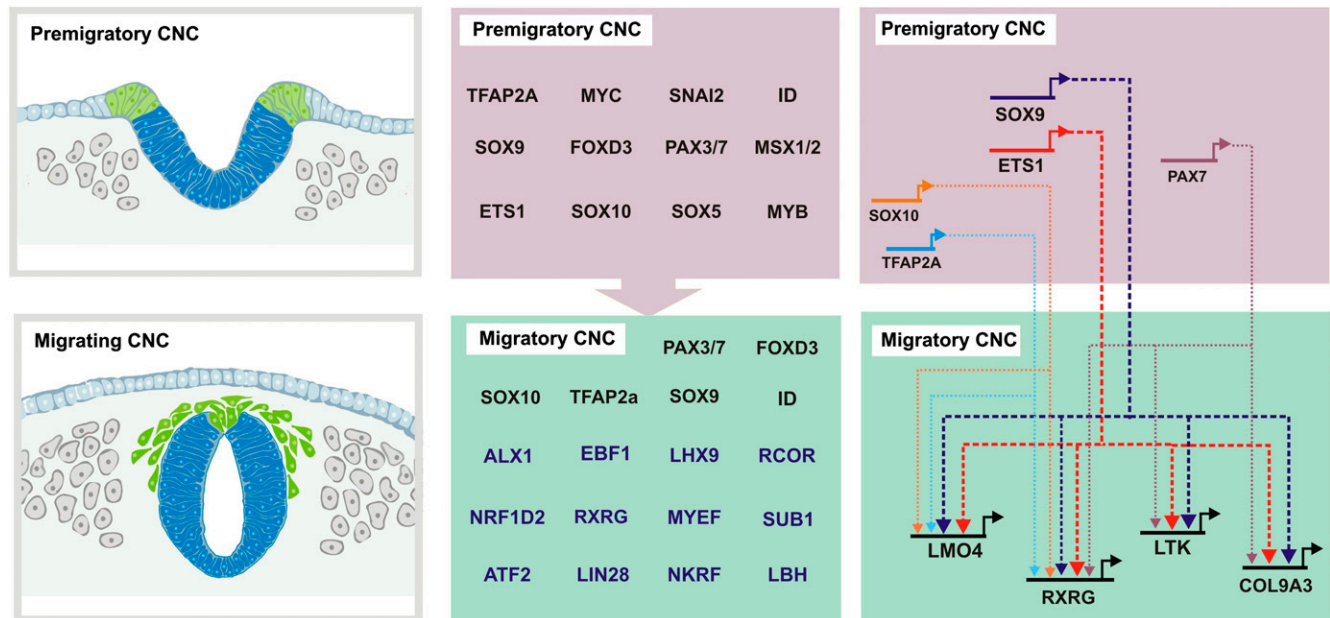 Premigratory CNC
Migrating CNC
Premigratory CNC
TFAP2A MYC SNAI2 ID
SOX9 FOXD3 PAX3/7 MSX1/2
ETS1 SOX10 SOX5 MYB
Migratory CNC PAX3/7 FOXD3
SOX10 TFAP2a SOX9 ID
ALX1 EBF1 LHX9 RCOR
NRF1D2 RXRG MYEF SUB1
ATF2 LIN28 NKRF LBH
Premigratory CNC
SOX9
ETS1
PAX7
SOX10
TFAP2A
Migratory CNC
LMO4
LTK
RXRG
COL9A3